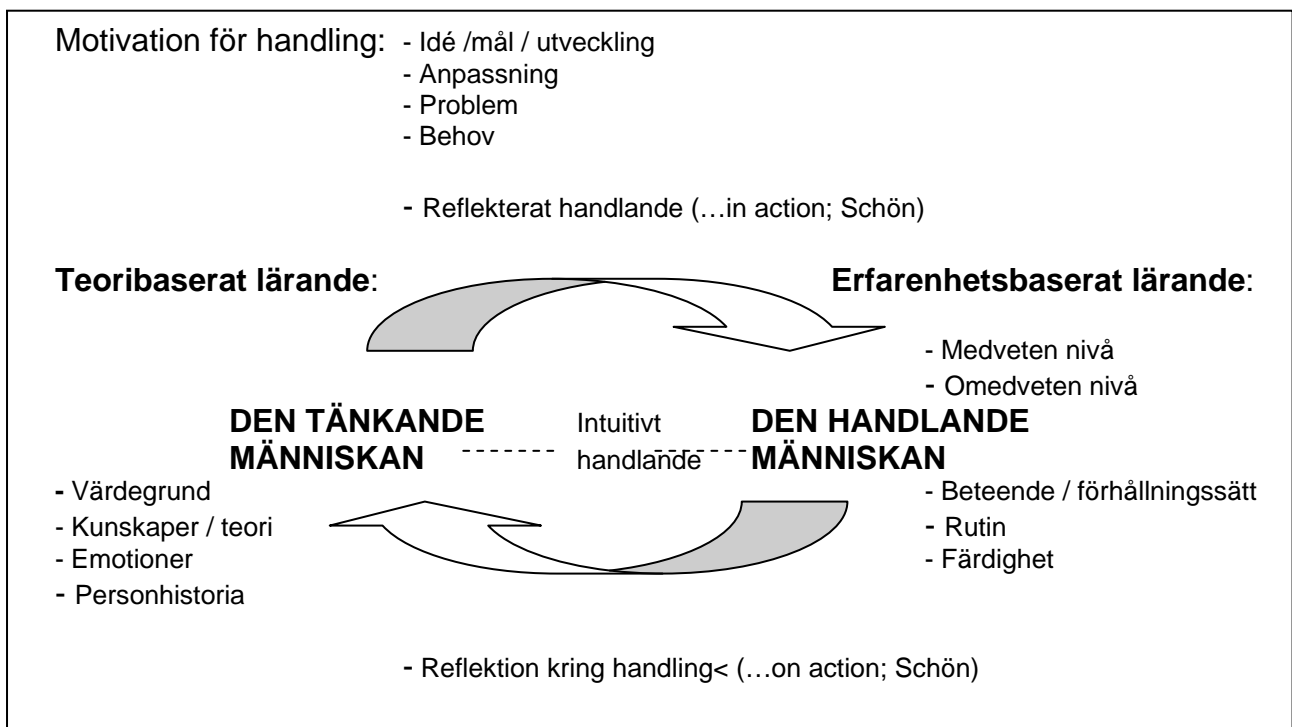 Motivation för handling: - Idé /mål / utveckling
- Anpassning
- Problem
- Behov
- Reflekterat handlande (…in action; Schön)
Teoribaserat lärande:
Erfarenhetsbaserat lärande:
- Medveten nivå
- Omedveten nivå
DEN TÄNKANDE
MÄNNISKAN
Intuitivt
handlande
DEN HANDLANDE
MÄNNISKAN
- Värdegrund
- Kunskaper / teori
- Emotioner
- Personhistoria
- Beteende / förhållningssätt
- Rutin
- Färdighet
- Reflektion kring handling< (…on action; Schön)